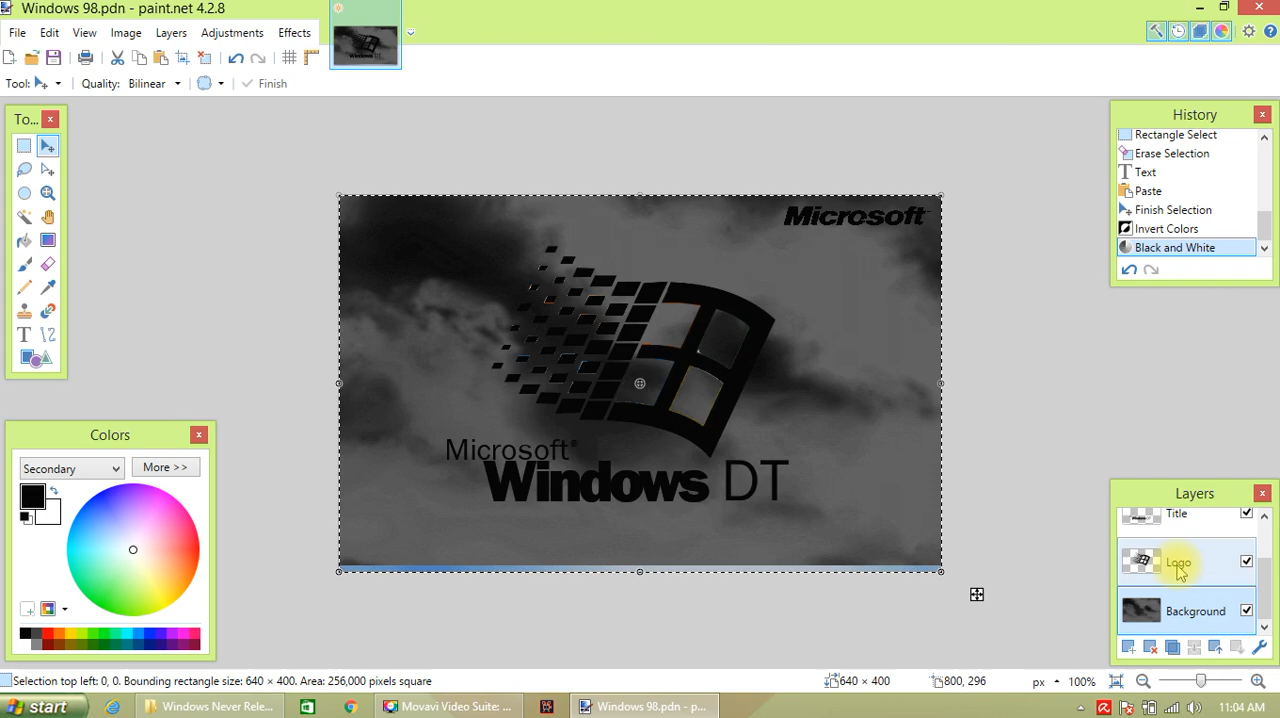 Windows 98.pdn - paint.net 4.2.8
File Edit View Image Layers Adjustments Effects
Tool: Quality: Bilinear Finish
To...
History
Rectangle Select
Erase Selection
Text
Paste
Finish Selection
Invert Colors
Black and White
Microsoft
Microsoft®
Windows DT
Colors
Secondary More >>
Layers
Title
Logo
Background
Selection top left: 0, 0. Bounding rectangle size: 640 × 400. Area: 256,000 pixels square 640 × 400 800, 296 px 100%
start Windows Never Rele... Movavi Video Suite: ... Windows 98.pdn - p... 11:04 AM